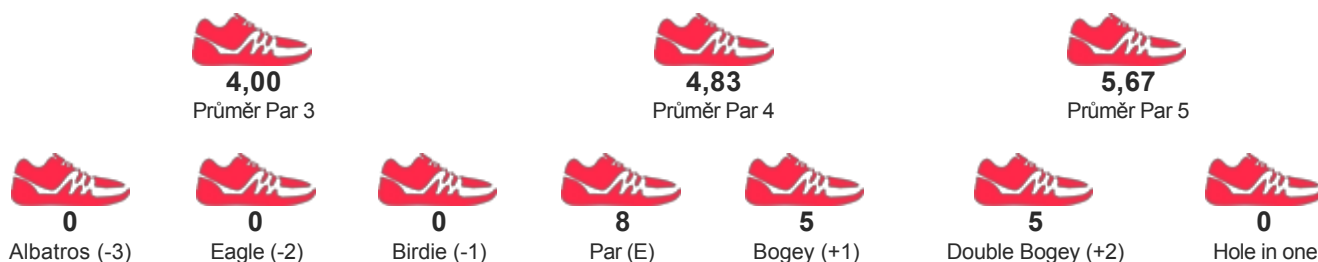 4,00 4,83 5,67
Průměr Par 3 Průměr Par 4 Průměr Par 5
0 0 0 8 5 5 0
Albatros (-3) Eagle (-2) Birdie (-1) Par (E) Bogey (+1) Double Bogey (+2) Hole in one